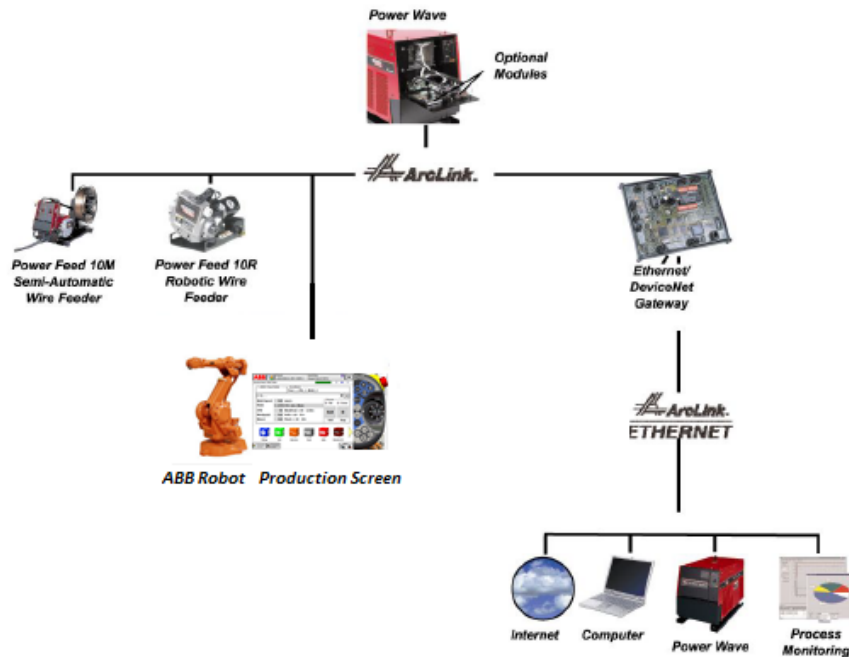 Power Wave
Optional
Modules
ArcLink.
Power Feed 10M
Semi-Automatic
Wire Feeder
Power Feed 10R
Robotic Wire
Feeder
Ethernet/
DeviceNet
Gateway
ABB
ABB Robot
Production Screen
ArcLink.
ETHERNET
Internet
Computer
Power Wave
Process
Monitoring